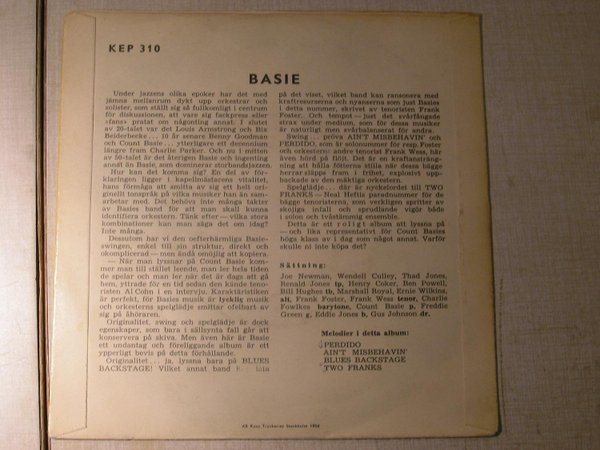 KEP 310
BASIE
Under jazzens olika epoker har det med
jämna mellanrum dykt upp orkestrar och
solister, som ställt sig så fullkomligt i centrum
för diskussionen, att vare sig fackpress eller
»fans» pratat om någonting annat. I slutet
av 20-talet var det Louis Armstrong och Bix
Beiderbecke... 10 år senare Benny Goodman
och Count Basie... ytterligare ett decennium
längre fram Charlie Parker. Och nu i mitten
av 50-talet är det återigen Basie och ingenting
annat än Basie, som dominerar storbandsjazzen.
Hur kan det komma sig? En del av för-
klaringen ligger i kapellmästarens vitalitet,
hans förmåga att smitta av sig ett helt ori-
ginellt tonspråk på vilka musiker han än sam-
arbetar med. Det behövs inte många takter
av Basies band för att man skall kunna
identifiera orkestern. Tänk efter — vilka stora
kombinationer kan man säga det om idag?
Inte många.
Dessutom har vi den oefterhärmliga Basie-
swingen, enkel till sin struktur, direkt och
okomplicerad — men ändå omöjlig att kopiera.
— När man lyssnar på Count Basie kom-
mer man till stället leende, man ler hela tiden
de spelar och man ler när det är dags att gå
hem, yttrade för en tid sedan den kände teno-
risten Al Cohn i en intervju. Karaktäristiken
är perfekt, för Basies musik är lycklig musik
och orkesterns spelglädje smittar ofelbart av
sig på åhöraren.
Originalitet, swing och spelglädje är dock
egenskaper, som bara i sällsynta fall går att
konservera på skiva. Men även här är Basie
ett undantag och föreliggande album är ett
ypperligt bevis på detta förhållande.
Originalitet... ja, lyssna bara på BLUES
BACKSTAGE! Vilket annat band
på det viset, vilket band kan ransonera med
kraftresurserna och nyanserna som just Basies
i detta nummer, skrivet av tenoristen Frank
Foster. Och tempot — just det svårfångade
strax under medium, som för dessa musiker
är naturligt men svårbalanserat för andra.
Swing... pröva AIN'T MISBEHAVIN' och
PERDIDO, som är solonummer för resp. Foster
och orkesterns andre tenorist Frank Wess, här
även hörd på flöjt. Det är en kraftansträng-
ning att hålla fötterna stilla när dessa bägge
herrar släpps fram i frihet, explosivt upp-
backade av den mäktiga orkestern.
Spelglädje... där är nyckelordet till TWO
FRANKS — Neal Heftis paradnummer för de
bägge tenoristerna, som verkligen spritter av
skojiga infall och sprudlande vigör både
i solon och tvåstämmig ensemble.
Detta är ett roligt album att lyssna på
— och lika representativt för Count Basies
höga klass av i dag som något annat. Varför
skulle ni inte köpa det?
Sättning:
Joe Newman, Wendell Culley, Thad Jones,
Renald Jones tp, Henry Coker, Ben Powell,
Bill Hughes tb, Marshall Royal, Ernie Wilkins,
alt, Frank Foster, Frank Wess tenor, Charlie
Fowlkes barytone, Count Basie p, Freddie
Green g, Eddie Jones b, Gus Johnson dr.
Melodier i detta album:
PERDIDO
AIN'T MISBEHAVIN'
BLUES BACKSTAGE
TWO FRANKS